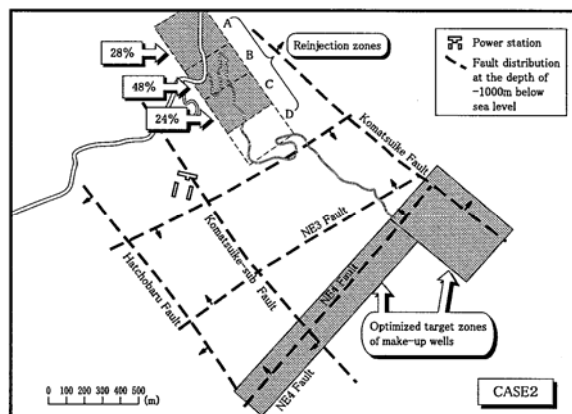 A
B
C
D
Reinjection zones
28%
48%
24%
Power station
Fault distribution
at the depth of
-1000m below
sea level
Komatsuike Fault
NE3 Fault
Komatsuike-sub Fault
Hatchobaru Fault
NE4 Fault
NE4 Fault
Optimized target zones
of make-up wells
0 100 200 300 400 500
(m)
CASE2